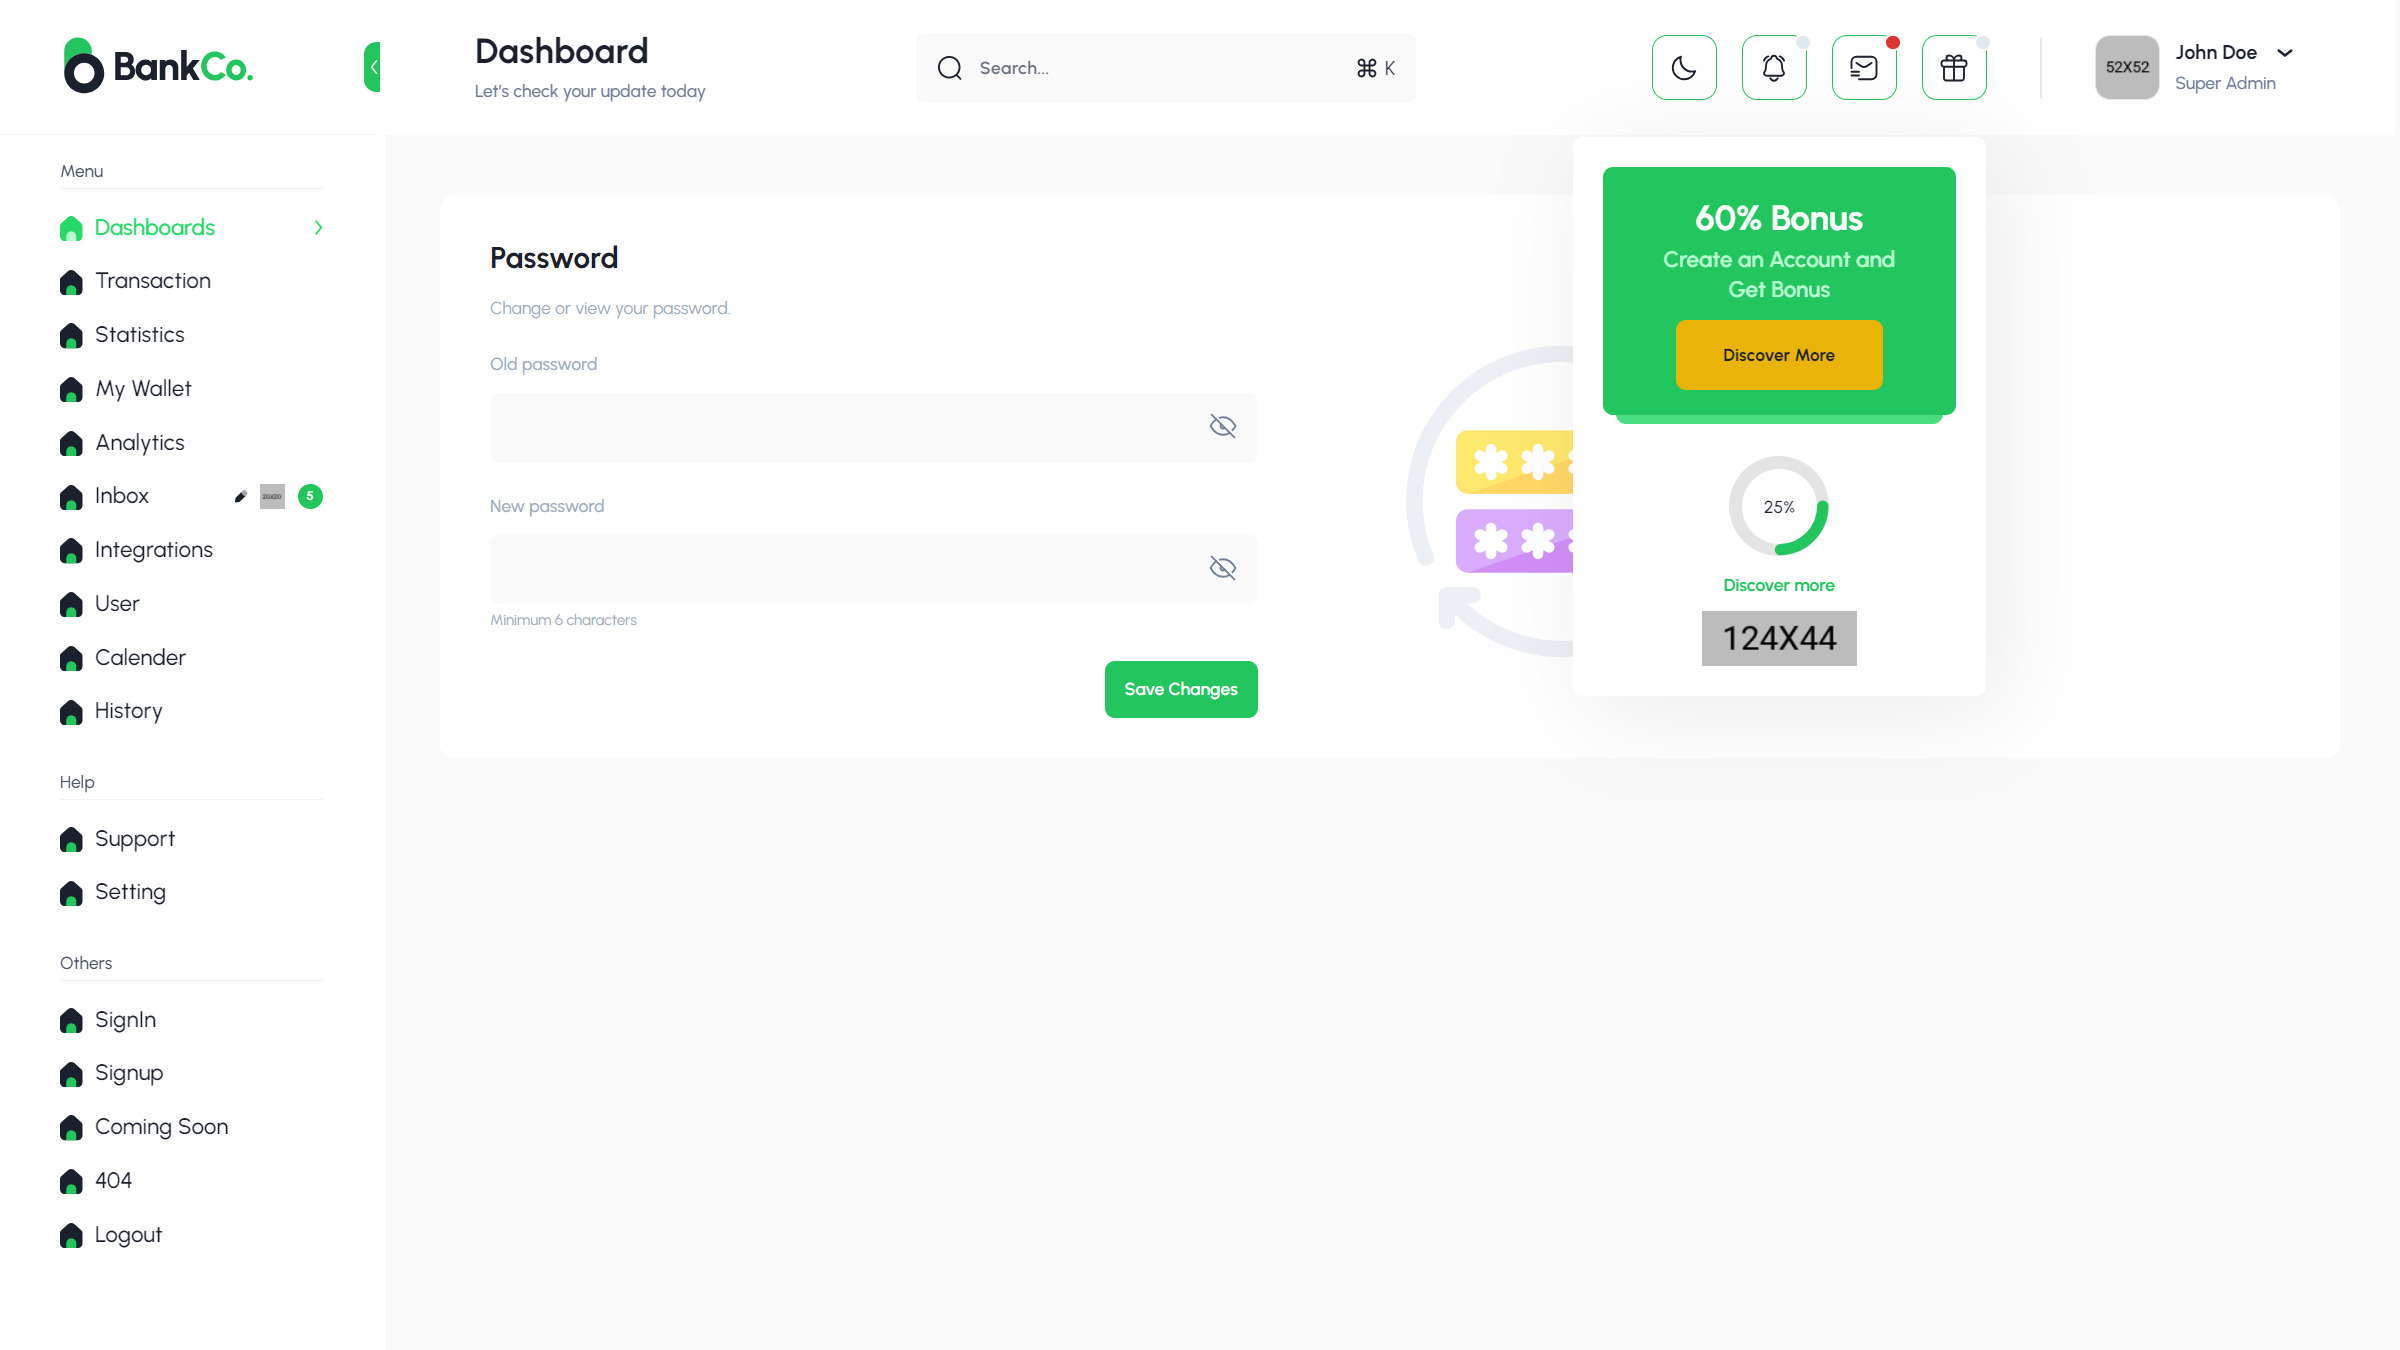 BankCo.
Dashboard
Let's check your update today
Search...
⌘ K
52X52
John Doe
Super Admin
Menu
Dashboards
Transaction
Statistics
My Wallet
Analytics
Inbox
20X20
5
Integrations
User
Calender
History
Help
Support
Setting
Others
SignIn
Signup
Coming Soon
404
Logout
Password
Change or view your password.
Old password
New password
Minimum 6 characters
Save Changes
60% Bonus
Create an Account and
Get Bonus
Discover More
25%
Discover more
124X44